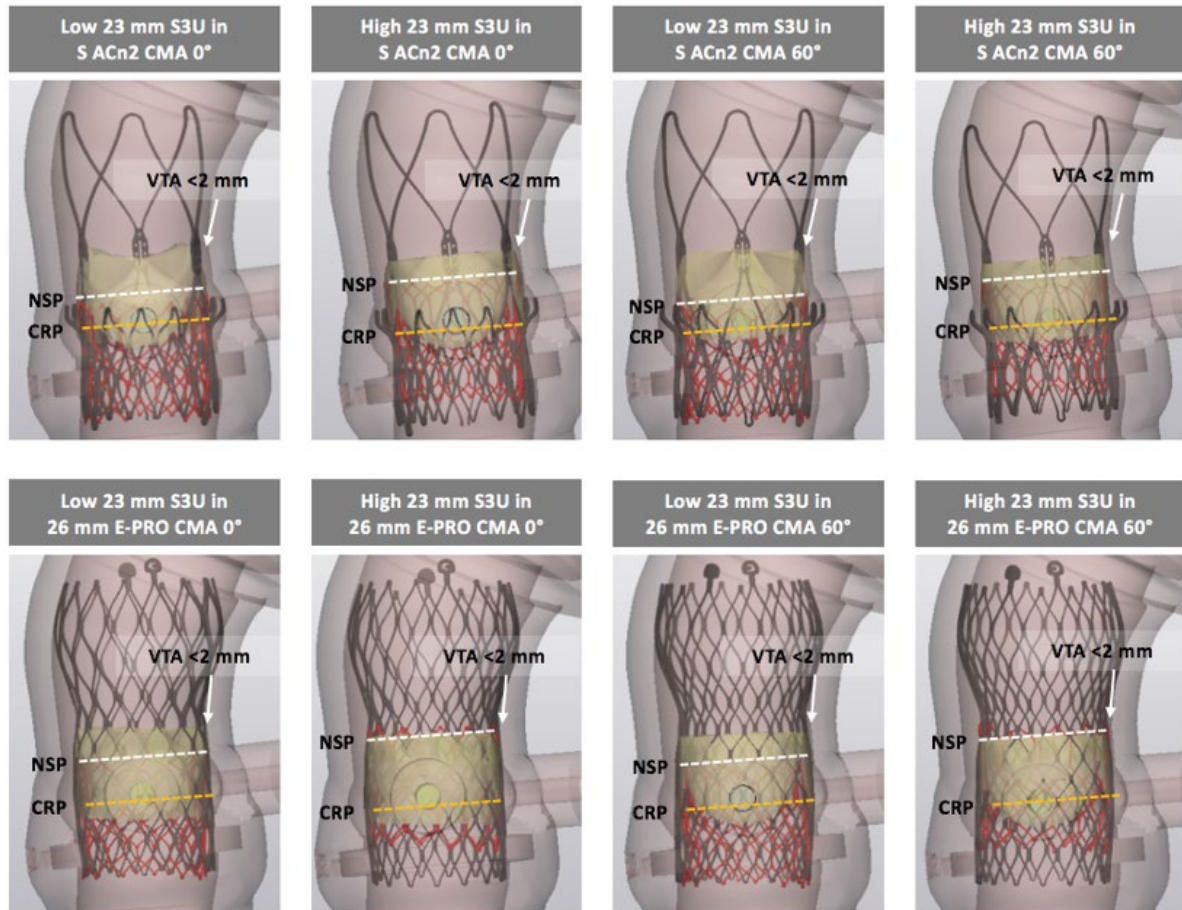 Low 23 mm S3U in
S ACn2 CMA 0°
High 23 mm S3U in
S ACn2 CMA 0°
Low 23 mm S3U in
S ACn2 CMA 60°
High 23 mm S3U in
S ACn2 CMA 60°
VTA <2 mm
NSP
CRP
VTA <2 mm
NSP
CRP
VTA <2 mm
NSP
CRP
VTA <2 mm
NSP
CRP
Low 23 mm S3U in
26 mm E-PRO CMA 0°
High 23 mm S3U in
26 mm E-PRO CMA 0°
Low 23 mm S3U in
26 mm E-PRO CMA 60°
High 23 mm S3U in
26 mm E-PRO CMA 60°
VTA <2 mm
NSP
CRP
VTA <2 mm
NSP
CRP
VTA <2 mm
NSP
CRP
VTA <2 mm
NSP
CRP